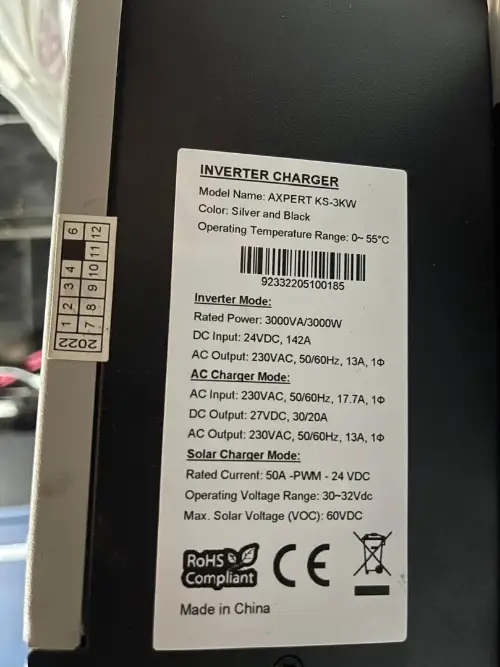 INVERTER CHARGER
Model Name: AXPERT KS-3KW
Color: Silver and Black
Operating Temperature Range: 0~ 55°C
92332205100185
Inverter Mode:
Rated Power: 3000VA/3000W
DC Input: 24VDC, 142A
AC Output: 230VAC, 50/60Hz, 13A, 1Φ
AC Charger Mode:
AC Input: 230VAC, 50/60Hz, 17.7A, 1Φ
DC Output: 27VDC, 30/20A
AC Output: 230VAC, 50/60Hz, 13A, 1Φ
Solar Charger Mode:
Rated Current: 50A -PWM - 24 VDC
Operating Voltage Range: 30~32Vdc
Max. Solar Voltage (VOC): 60VDC
RoHS
Compliant
CE
Made in China
2022
1 2 3 4 6
7 8 9 10 11 12